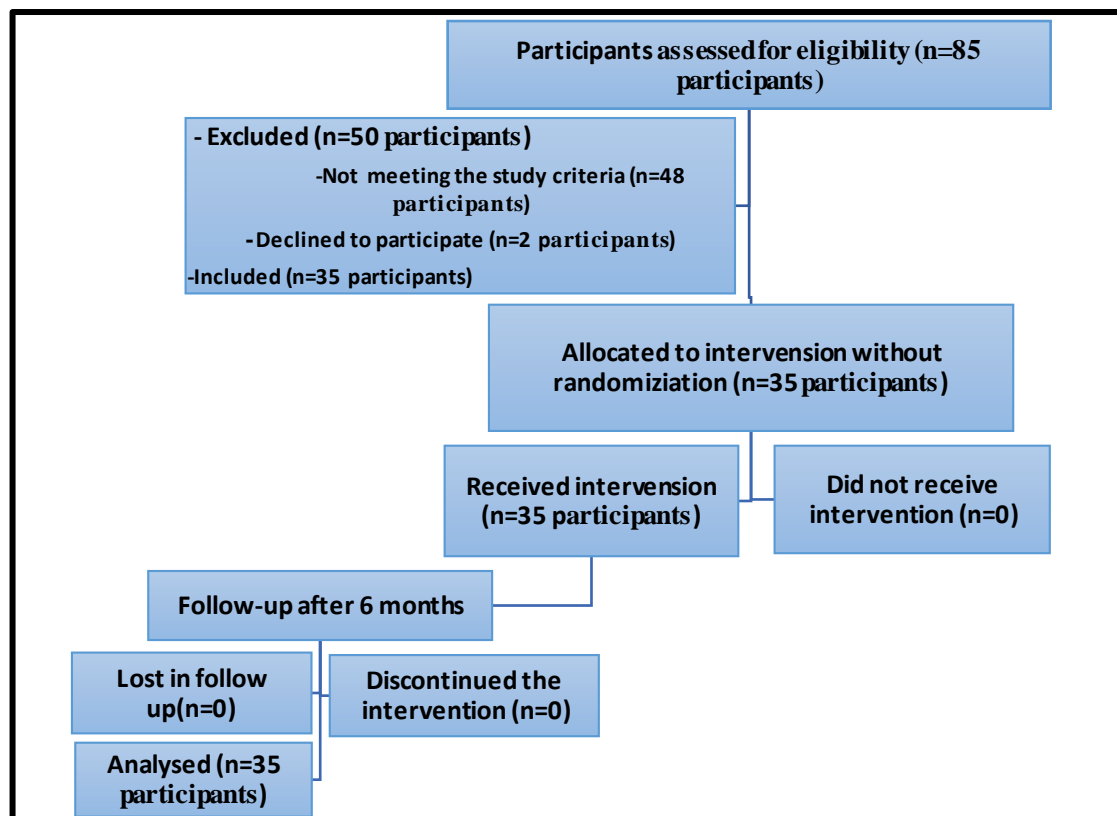 Participants assessed for eligibility (n=85
participants)
- Excluded (n=50 participants)
-Not meeting the study criteria (n=48
participants)
-Declined to participate (n=2 participants)
-Included (n=35 participants)
Allocated to intervention without
randomiziation (n=35 participants)
Received intervension
(n=35 participants)
Did not receive
intervention (n=0)
Follow-up after 6 months
Lost in follow
up(n=0)
Discontinued the
intervention (n=0)
Analysed (n=35
participants)